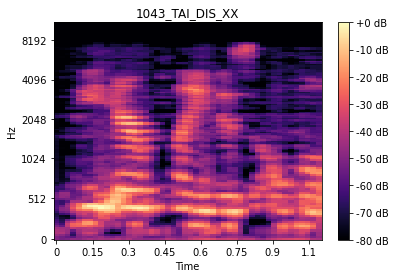 1043_TAI_DIS_XX
+0 dB
8192
-10 dB
4096
-20 dB
-30 dB
2048
Hz
-40 dB
1024
-50 dB
512
-60 dB
-70 dB
0
-80 dB
0 0.15 0.3 0.45 0.6 0.75 0.9 1.1
Time